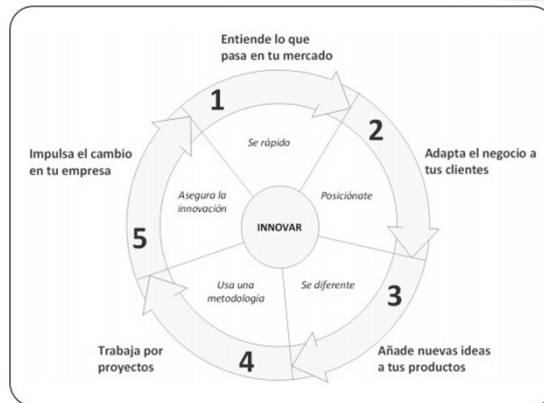 Entiende lo que
pasa en tu mercado
1
Se rápido
2
Adapta el negocio a
tus clientes
Posiciónate
3
Se diferente
Añade nuevas ideas
a tus productos
4
Usa una
metodología
Trabaja por
proyectos
5
Asegura la
innovación
Impulsa el cambio
en tu empresa
INNOVAR